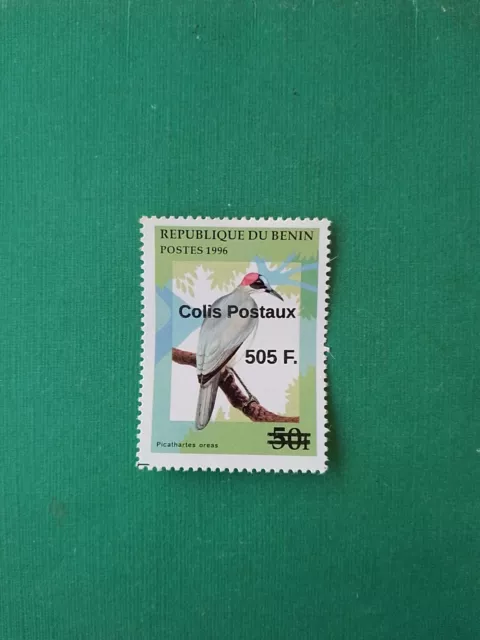 REPUBLIQUE DU BENIN
POSTES 1996
Colis Postaux
505 F.
50f
Picathartes oreas